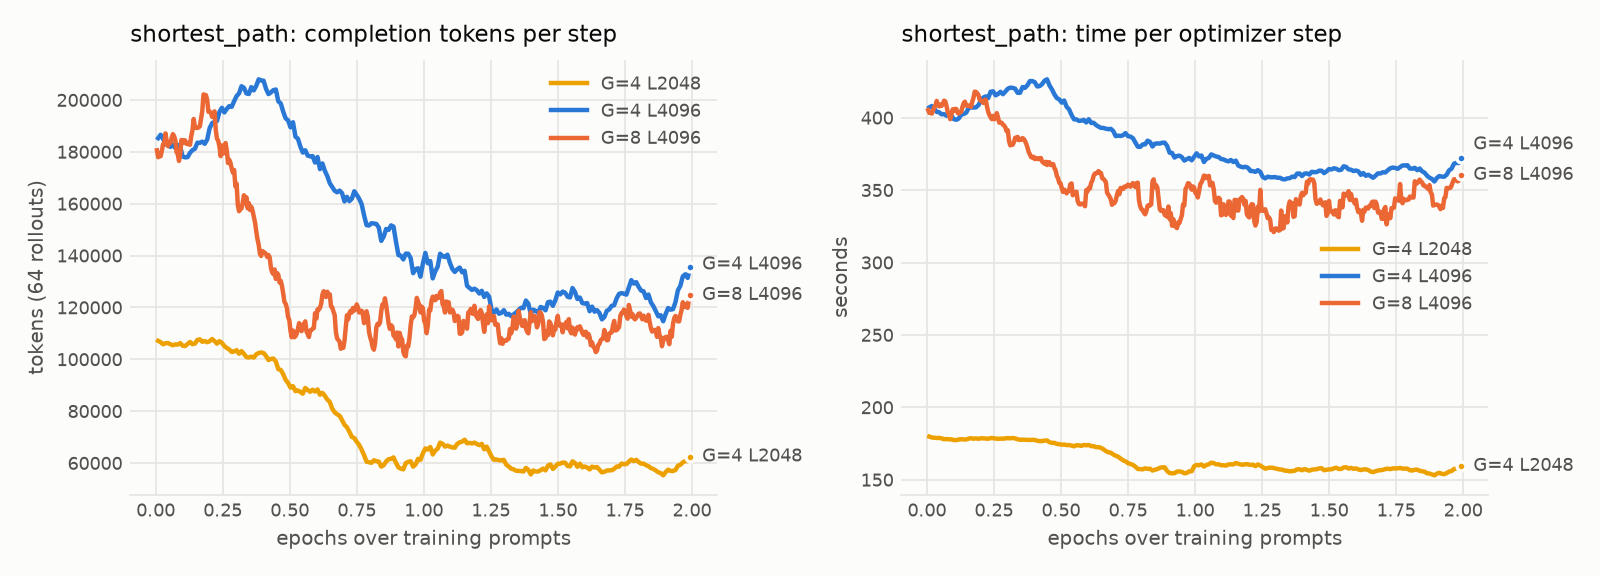 shortest_path: completion tokens per step
tokens (64 rollouts)
200000
180000
160000
140000
120000
100000
80000
60000
G=4 L2048
G=4 L4096
G=8 L4096
G=4 L4096
G=8 L4096
G=4 L2048
0.00 0.25 0.50 0.75 1.00 1.25 1.50 1.75 2.00
epochs over training prompts
shortest_path: time per optimizer step
seconds
400
350
300
250
200
150
G=4 L4096
G=8 L4096
G=4 L2048
G=4 L4096
G=8 L4096
G=4 L2048
0.00 0.25 0.50 0.75 1.00 1.25 1.50 1.75 2.00
epochs over training prompts